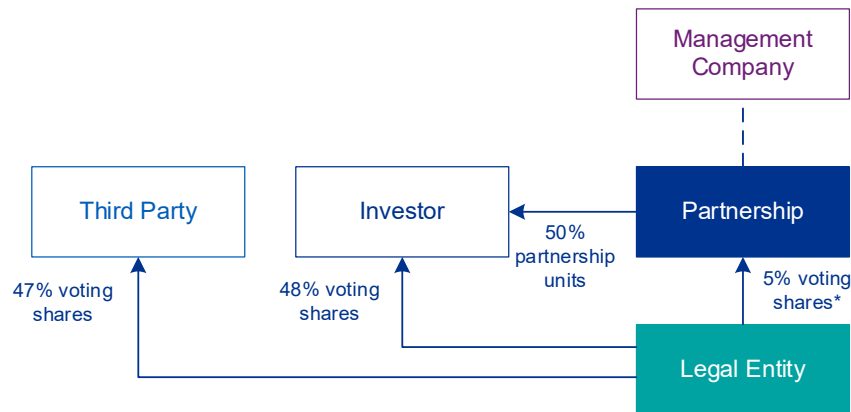 Management
Company
Third Party
Investor
Partnership
50%
partnership
units
47% voting
shares
48% voting
shares
5% voting
shares*
Legal Entity